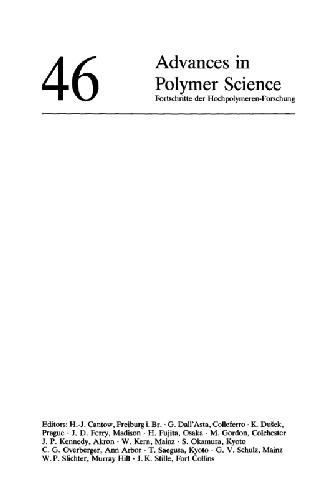 46
Advances in
Polymer Science
Fortschritte der Hochpolymeren-Forschung
Editors: H.-J. Cantow, Freiburg i. Br. · G. Dall'Asta, Colleferro · K. Dušek,
Prague · J. D. Ferry, Madison · H. Fujita, Osaka · M. Gordon, Colchester
J. P. Kennedy, Akron · W. Kern, Mainz · S. Okamura, Kyoto
C. G. Overberger, Ann Arbor · T. Saegusa, Kyoto · G. V. Schulz, Mainz
W. P. Slichter, Murray Hill · J. K. Stille, Fort Collins